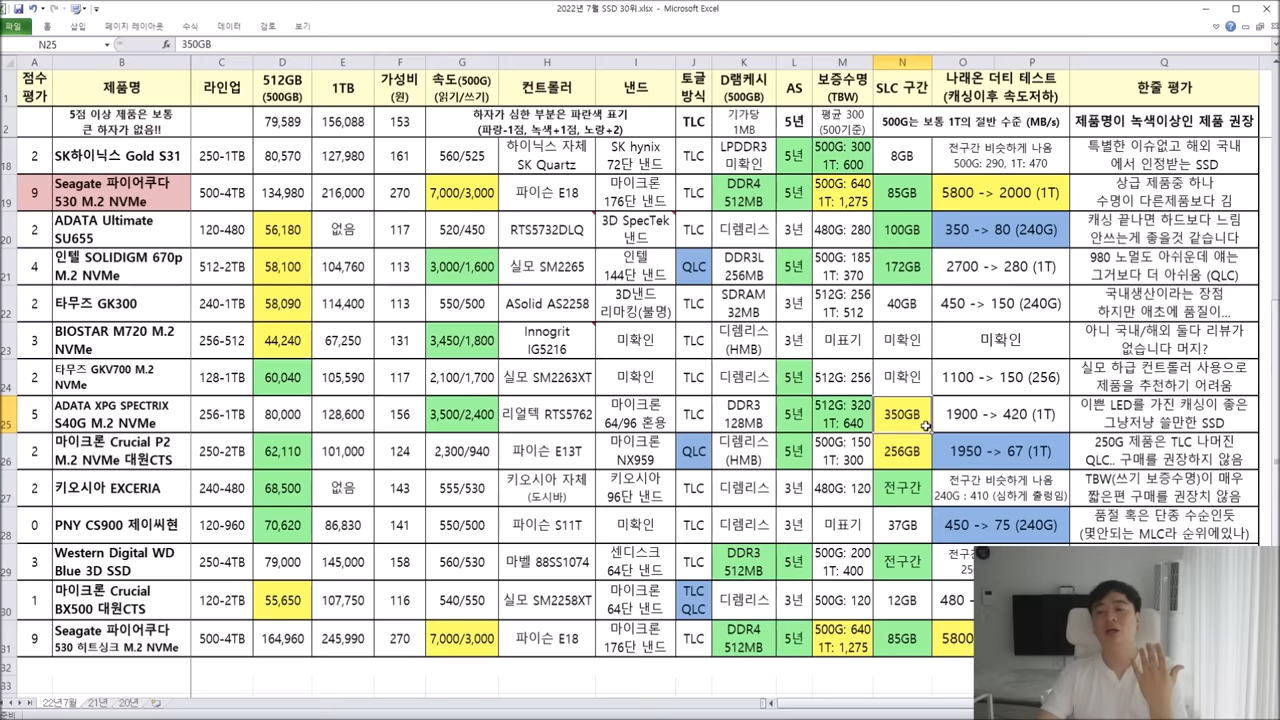 2022년 7월 SSD 30위.xlsx - Microsoft Excel
파일 홈 삽입 페이지 레이아웃 수식 데이터 검토 보기
N25 fx 350GB
A B C D E F G H I J K L M N O P Q
1 점수 평가 제품명 라인업 512GB (500GB) 1TB 가성비 (원) 속도(500G) (읽기/쓰기) 컨트롤러 낸드 토글 방식 D램캐시 (500GB) AS 보증수명 (TBW) SLC 구간 나래온 더티 테스트 (캐싱이후 속도저하) 한줄 평가
2 5점 이상 제품은 보통 큰 하자가 없음!! 79,589 156,088 153 하자가 심한 부분은 파란색 표기 (파랑-1점, 녹색+1점, 노랑+2) TLC 기가당 1MB 5년 평균 300 (500기준) 500G는 보통 1T의 절반 수준 (MB/s) 제품명이 녹색이상인 제품 권장
18 2 SK하이닉스 Gold S31 250-1TB 80,570 127,980 161 560/525 하이닉스 자체 SK Quartz SK hynix 72단 낸드 TLC LPDDR3 미확인 5년 500G: 300 1T: 600 8GB 전구간 비슷하게 나옴 500G: 290, 1T: 470 특별한 이슈없고 해외 국내에서 인정받는 SSD
19 9 Seagate 파이어쿠다 530 M.2 NVMe 500-4TB 134,980 216,000 270 7,000/3,000 파이슨 E18 마이크론 176단 낸드 TLC DDR4 512MB 5년 500G: 640 1T: 1,275 85GB 5800 -> 2000 (1T) 상급 제품중 하나 수명이 다른제품보다 김
20 2 ADATA Ultimate SU655 120-480 56,180 없음 117 520/450 RTS5732DLQ 3D SpecTek 낸드 TLC 디렘리스 3년 480G: 280 100GB 350 -> 80 (240G) 캐싱 끝나면 하드보다 느림 안쓰는게 좋을것 같습니다
21 4 인텔 SOLIDIGM 670p M.2 NVMe 512-2TB 58,100 104,760 113 3,000/1,600 실모 SM2265 인텔 144단 낸드 QLC DDR3L 256MB 5년 500G: 185 1T: 370 172GB 2700 -> 280 (1T) 980 노멀도 아쉬운데 얘는 그거보다 더 아쉬움 (QLC)
22 2 타무즈 GK300 240-1TB 58,090 114,400 113 550/500 ASolid AS2258 3D낸드 리마킹(불명) TLC SDRAM 32MB 3년 512G: 256 1T: 512 40GB 450 -> 150 (240G) 국내생산이라는 장점 하지만 애초에 품질이...
23 3 BIOSTAR M720 M.2 NVMe 256-512 44,240 67,250 131 3,450/1,800 Innogrit IG5216 미확인 TLC 디렘리스 (HMB) 3년 미표기 미확인 미확인 아니 국내/해외 둘다 리뷰가 없습니다 머지?
24 2 타무즈 GKV700 M.2 NVMe 128-1TB 60,040 105,590 117 2,100/1,700 실모 SM2263XT 미확인 TLC 디렘리스 5년 512G: 256 미확인 1100 -> 150 (256) 실모 하급 컨트롤러 사용으로 제품을 추천하기 어려움
25 5 ADATA XPG SPECTRIX S40G M.2 NVMe 256-1TB 80,000 128,600 156 3,500/2,400 리얼텍 RTS5762 마이크론 64/96 혼용 TLC DDR3 128MB 5년 512G: 320 1T: 640 350GB 1900 -> 420 (1T) 이쁜 LED를 가진 캐싱이 좋은 그냥저냥 쓸만한 SSD
26 2 마이크론 Crucial P2 M.2 NVMe 대원CTS 250-2TB 62,110 101,000 124 2,300/940 파이슨 E13T 마이크론 NX959 QLC 디렘리스 (HMB) 5년 500G: 150 1T: 300 256GB 1950 -> 67 (1T) 250G 제품은 TLC 나머진 QLC.. 구매를 권장하지 않음
27 2 키오시아 EXCERIA 240-480 68,500 없음 143 555/530 키오시아 자체 (도시바) 키오시아 96단 낸드 TLC 디렘리스 3년 480G: 120 전구간 전구간 비슷하게 나옴 240G : 410 (심하게 출렁임) TBW(쓰기 보증수명)이 매우 짧은편 구매를 권장치 않음
28 0 PNY CS900 제이씨현 120-960 70,620 86,830 141 550/500 파이슨 S11T 미확인 TLC 디렘리스 3년 미표기 37GB 450 -> 75 (240G) 품절 혹은 단종 수순인듯 (몇안되는 MLC라 순위에있나)
29 3 Western Digital WD Blue 3D SSD 250-4TB 79,000 145,000 158 560/530 마벨 88SS1074 센디스크 64단 낸드 TLC DDR3 512MB 5년 500G: 200 1T: 400 전구간 전구간
30 1 마이크론 Crucial BX500 대원CTS 120-2TB 55,650 107,750 116 540/550 실모 SM2258XT 마이크론 64단 낸드 TLC QLC 디렘리스 3년 500G: 120 12GB 480 -
31 9 Seagate 파이어쿠다 530 히트싱크 M.2 NVMe 500-4TB 164,960 245,990 270 7,000/3,000 파이슨 E18 마이크론 176단 낸드 TLC DDR4 512MB 5년 500G: 640 1T: 1,275 85GB 5800
32
33
22년7월 21년 20년
준비